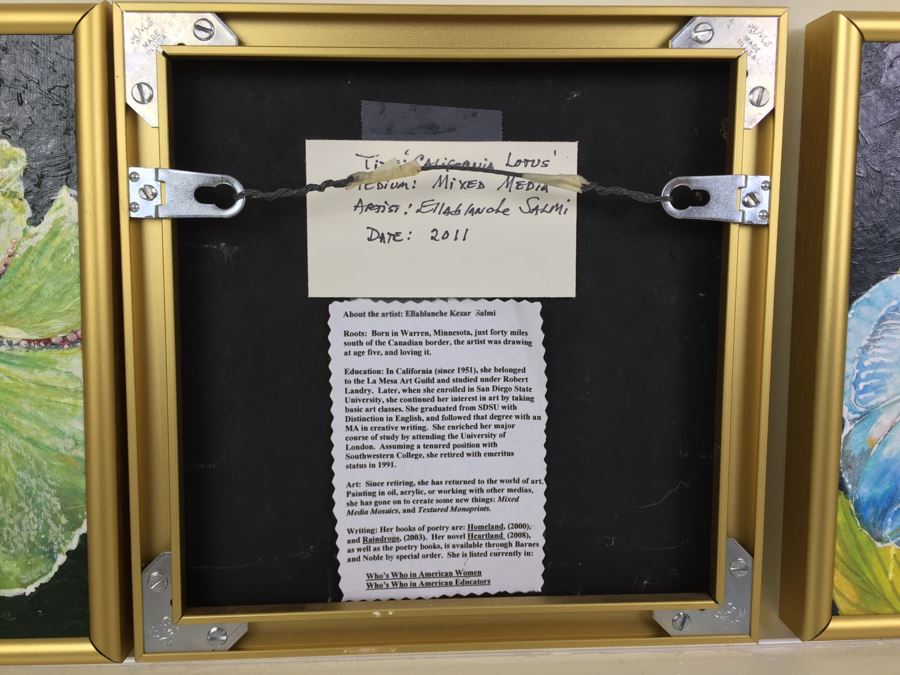 MADE
IN USA
MADE
IN USA
Title: 'California Lotus'
Medium: Mixed Media
Artist: Ellablanche Salmi
Date: 2011
About the artist: Ellablanche Kezar Salmi
Roots: Born in Warren, Minnesota, just forty miles
south of the Canadian border, the artist was drawing
at age five, and loving it.
Education: In California (since 1951), she belonged
to the La Mesa Art Guild and studied under Robert
Landry. Later, when she enrolled in San Diego State
University, she continued her interest in art by taking
basic art classes. She graduated from SDSU with
Distinction in English, and followed that degree with an
MA in creative writing. She enriched her major
course of study by attending the University of
London. Assuming a tenured position with
Southwestern College, she retired with emeritus
status in 1991.
Art: Since retiring, she has returned to the world of art.
Painting in oil, acrylic, or working with other medias,
she has gone on to create some new things: Mixed
Media Mosaics, and Textured Monoprints.
Writing: Her books of poetry are: Homeland, (2000),
and Raindrops, (2003). Her novel Heartland (2008),
as well as the poetry books, is available through Barnes
and Noble by special order. She is listed currently in:
Who's Who in American Women
Who's Who in American Educators